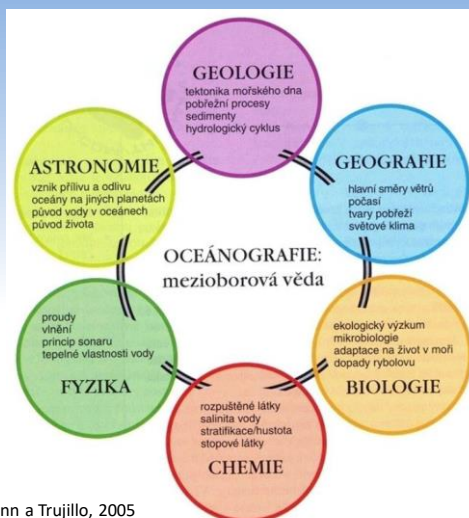 GEOLOGIE
tektonika mořského dna
pobřežní procesy
sedimenty
hydrologický cyklus
ASTRONOMIE
vznik přílivu a odlivu
oceány na jiných planetách
původ vody v oceánech
původ života
GEOGRAFIE
hlavní směry větrů
počasí
tvary pobřeží
světové klima
OCEÁNOGRAFIE:
mezioborová věda
proudy
vlnění
princip sonaru
tepelné vlastnosti vody
FYZIKA
ekologický výzkum
mikrobiologie
adaptace na život v moři
dopady rybolovu
BIOLOGIE
rozpuštěné látky
salinita vody
stratifikace/hustota
stopové látky
CHEMIE
nn a Trujillo, 2005